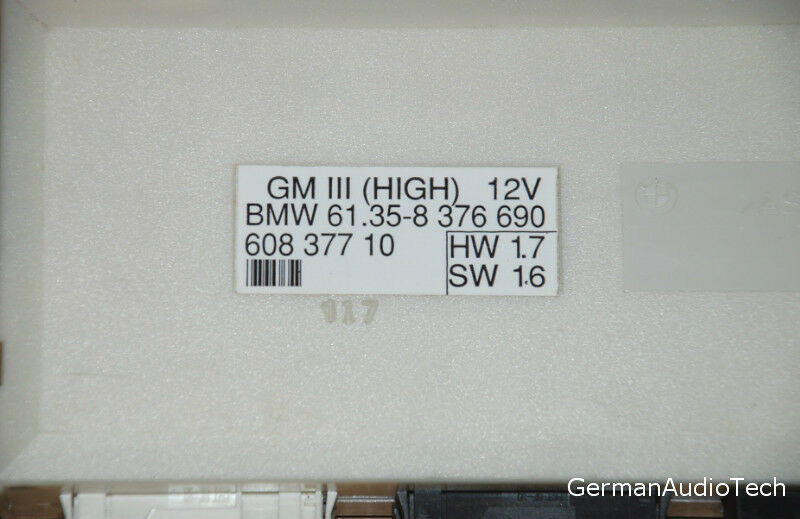 GM III (HIGH) 12V
BMW 61.35-8 376 690
608 377 10
HW 1.7
SW 1.6
917
GermanAudioTech